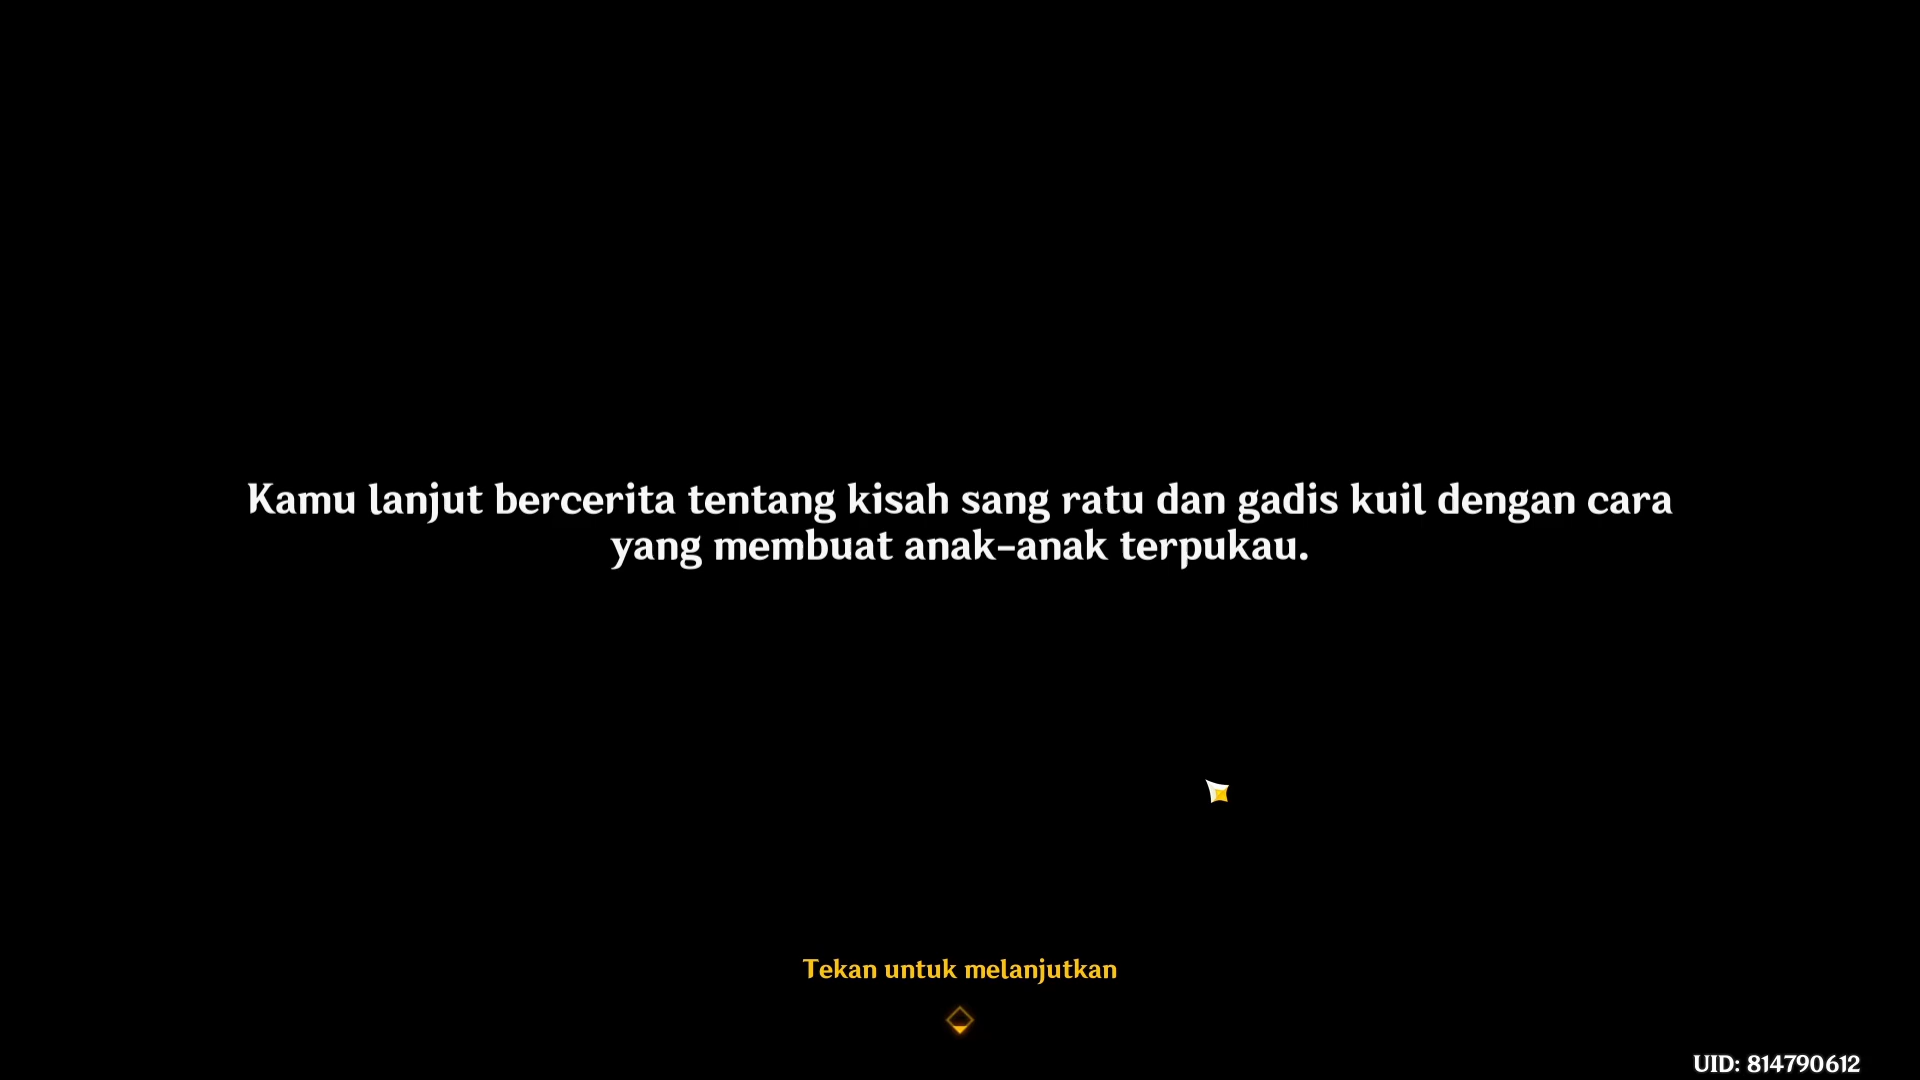 Kamu lanjut bercerita tentang kisah sang ratu dan gadis kuil dengan cara
yang membuat anak-anak terpukau.
Tekan untuk melanjutkan
UID: 814790612